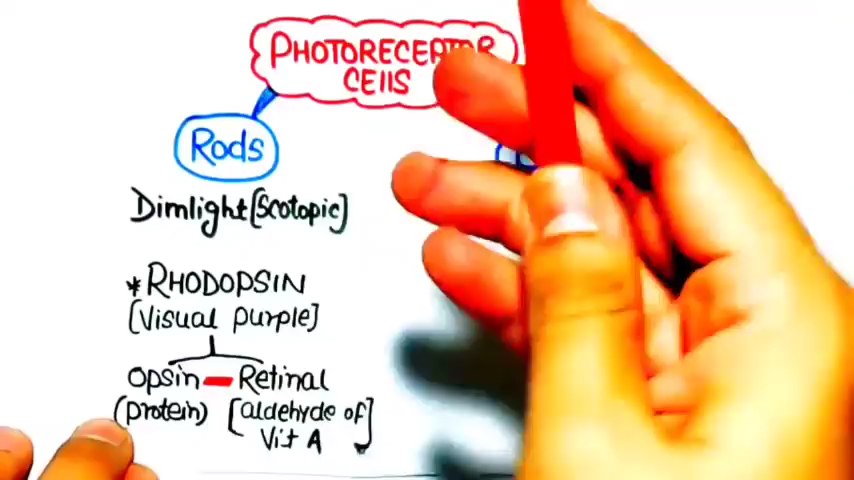 PHOTORECEPTOR
CEllS
Rods
Dimlight [Scotopic]
*RHODOPSIN
[Visual purple]
Opsin - Retinal
(protein) [aldehyde of
Vit A]